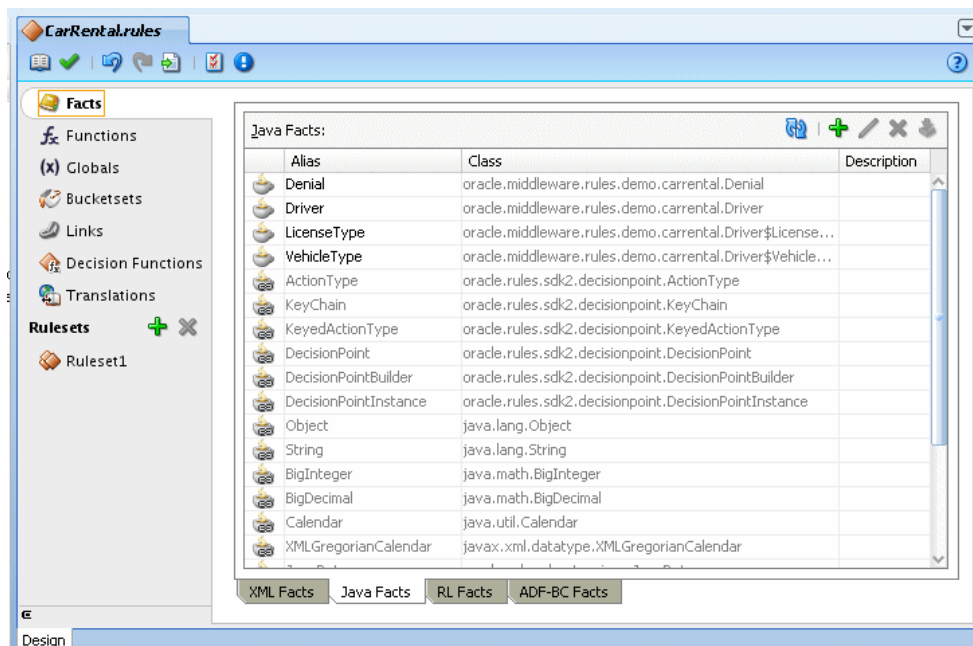 CarRental.rules
Facts
Functions
Globals
Bucketsets
Links
Decision Functions
Translations
Rulesets
Ruleset1
Java Facts:
Alias Class Description
Denial oracle.middleware.rules.demo.carrental.Denial
Driver oracle.middleware.rules.demo.carrental.Driver
LicenseType oracle.middleware.rules.demo.carrental.Driver$License...
VehicleType oracle.middleware.rules.demo.carrental.Driver$Vehicle...
ActionType oracle.rules.sdk2.decisionpoint.ActionType
KeyChain oracle.rules.sdk2.decisionpoint.KeyChain
KeyedActionType oracle.rules.sdk2.decisionpoint.KeyedActionType
DecisionPoint oracle.rules.sdk2.decisionpoint.DecisionPoint
DecisionPointBuilder oracle.rules.sdk2.decisionpoint.DecisionPointBuilder
DecisionPointInstance oracle.rules.sdk2.decisionpoint.DecisionPointInstance
Object java.lang.Object
String java.lang.String
BigInteger java.math.BigInteger
BigDecimal java.math.BigDecimal
Calendar java.util.Calendar
XMLGregorianCalendar javax.xml.datatype.XMLGregorianCalendar
XML Facts Java Facts RL Facts ADF-BC Facts
Design